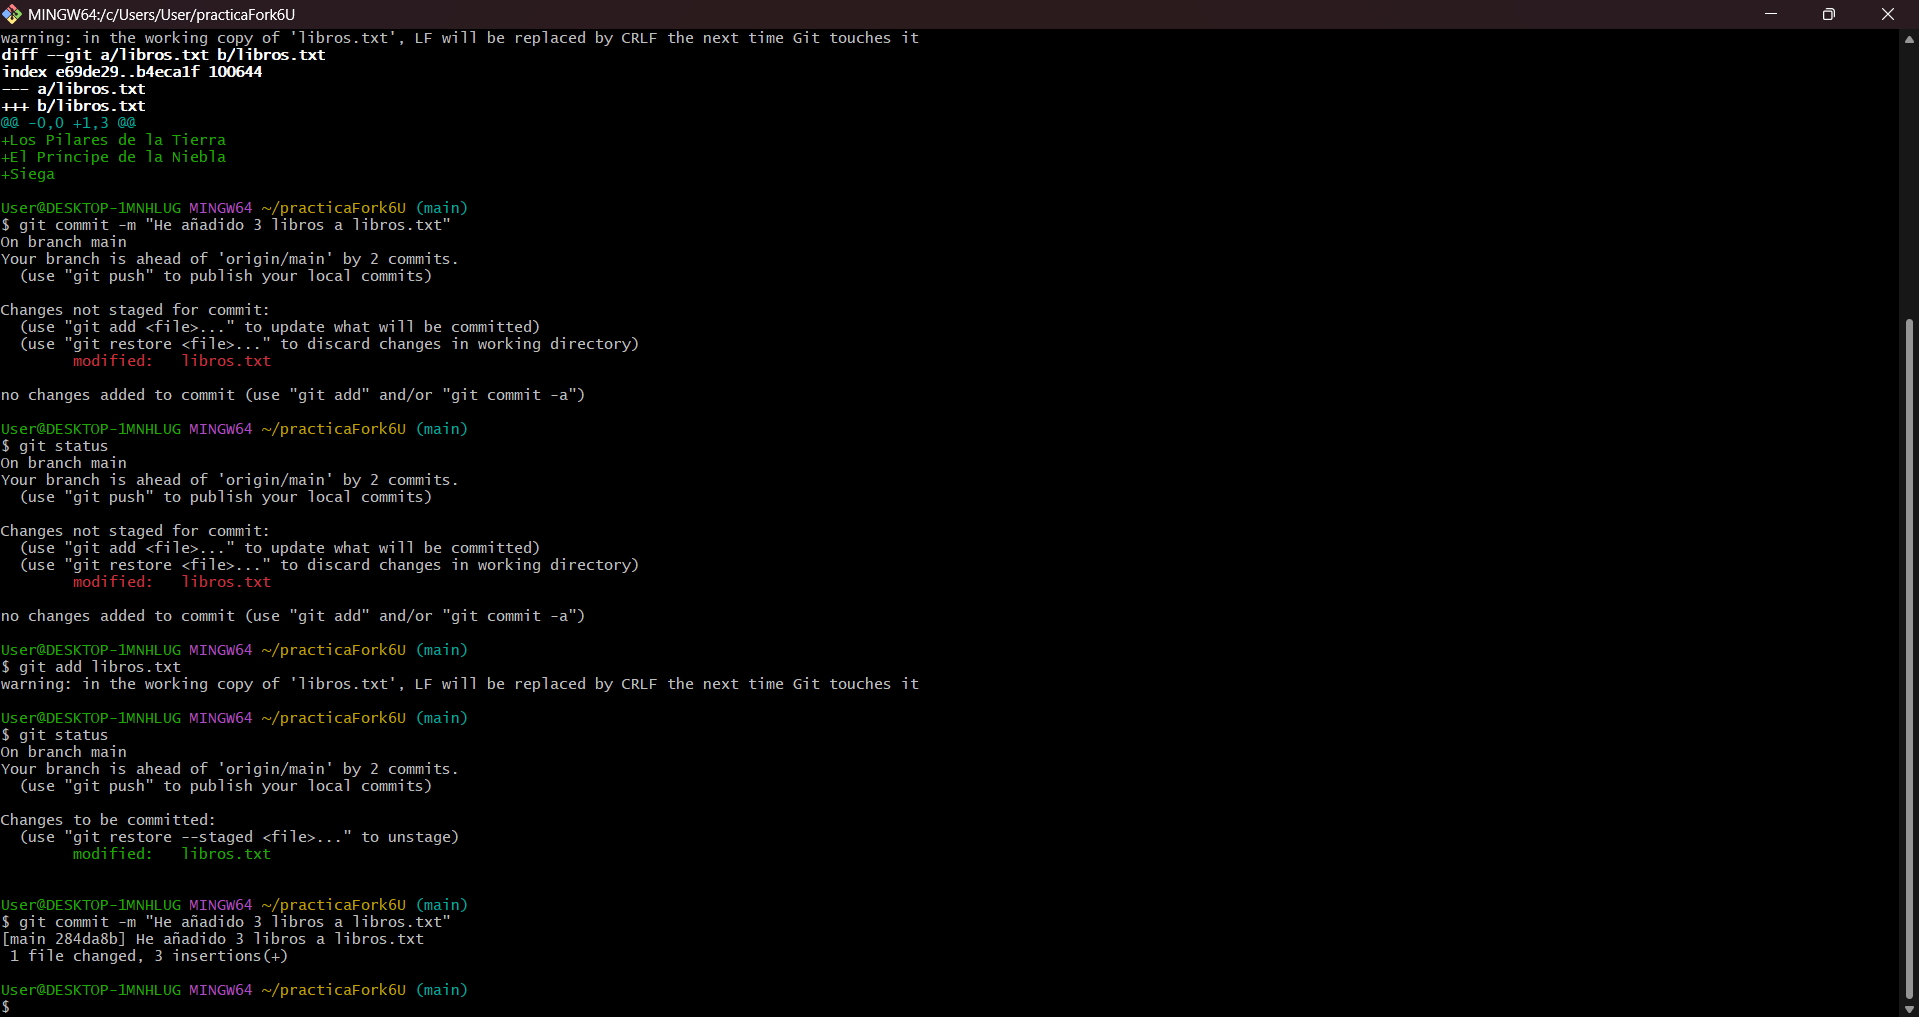 MINGW64:/c/Users/User/practicaFork6U
warning: in the working copy of 'libros.txt', LF will be replaced by CRLF the next time Git touches it
diff --git a/libros.txt b/libros.txt
index e69de29..b4eca1f 100644
--- a/libros.txt
+++ b/libros.txt
@@ -0,0 +1,3 @@
+Los Pilares de la Tierra
+El Príncipe de la Niebla
+Siega

User@DESKTOP-1MNHLUG MINGW64 ~/practicaFork6U (main)
$ git commit -m "He añadido 3 libros a libros.txt"
On branch main
Your branch is ahead of 'origin/main' by 2 commits.
  (use "git push" to publish your local commits)

Changes not staged for commit:
  (use "git add <file>..." to update what will be committed)
  (use "git restore <file>..." to discard changes in working directory)
        modified:   libros.txt

no changes added to commit (use "git add" and/or "git commit -a")

User@DESKTOP-1MNHLUG MINGW64 ~/practicaFork6U (main)
$ git status
On branch main
Your branch is ahead of 'origin/main' by 2 commits.
  (use "git push" to publish your local commits)

Changes not staged for commit:
  (use "git add <file>..." to update what will be committed)
  (use "git restore <file>..." to discard changes in working directory)
        modified:   libros.txt

no changes added to commit (use "git add" and/or "git commit -a")

User@DESKTOP-1MNHLUG MINGW64 ~/practicaFork6U (main)
$ git add libros.txt
warning: in the working copy of 'libros.txt', LF will be replaced by CRLF the next time Git touches it

User@DESKTOP-1MNHLUG MINGW64 ~/practicaFork6U (main)
$ git status
On branch main
Your branch is ahead of 'origin/main' by 2 commits.
  (use "git push" to publish your local commits)

Changes to be committed:
  (use "git restore --staged <file>..." to unstage)
        modified:   libros.txt

User@DESKTOP-1MNHLUG MINGW64 ~/practicaFork6U (main)
$ git commit -m "He añadido 3 libros a libros.txt"
[main 284da8b] He añadido 3 libros a libros.txt
 1 file changed, 3 insertions(+)

User@DESKTOP-1MNHLUG MINGW64 ~/practicaFork6U (main)
$